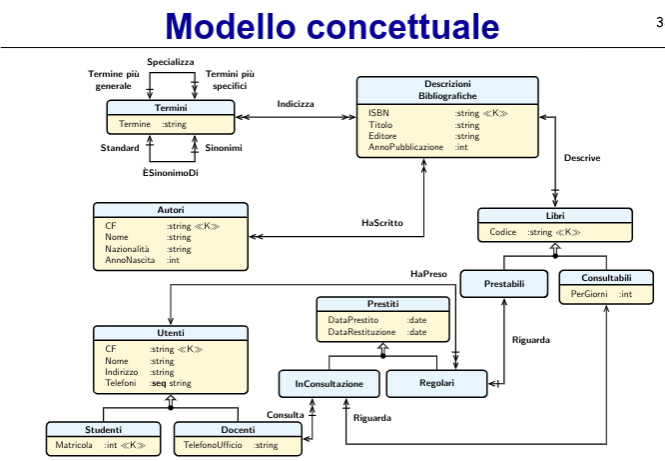 Modello concettuale
3
Specializza
Termine più
generale
Termini più
specifici
Termini
Termine :string
Standard
Sinonimi
ÈSinonimoDi
Indicizza
Descrizioni
Bibliografiche
ISBN :string ≪K≫
Titolo :string
Editore :string
AnnoPubblicazione :int
Descrive
Autori
CF :string ≪K≫
Nome :string
Nazionalità :string
AnnoNascita :int
HaScritto
Libri
Codice :string ≪K≫
HaPreso
Prestabili
Consultabili
PerGiorni :int
Prestiti
DataPrestito :date
DataRestituzione :date
Utenti
CF :string ≪K≫
Nome :string
Indirizzo :string
Telefoni :seq string
Riguarda
InConsultazione
Regolari
Consulta
Riguarda
Studenti
Matricola :int ≪K≫
Docenti
TelefonoUfficio :string